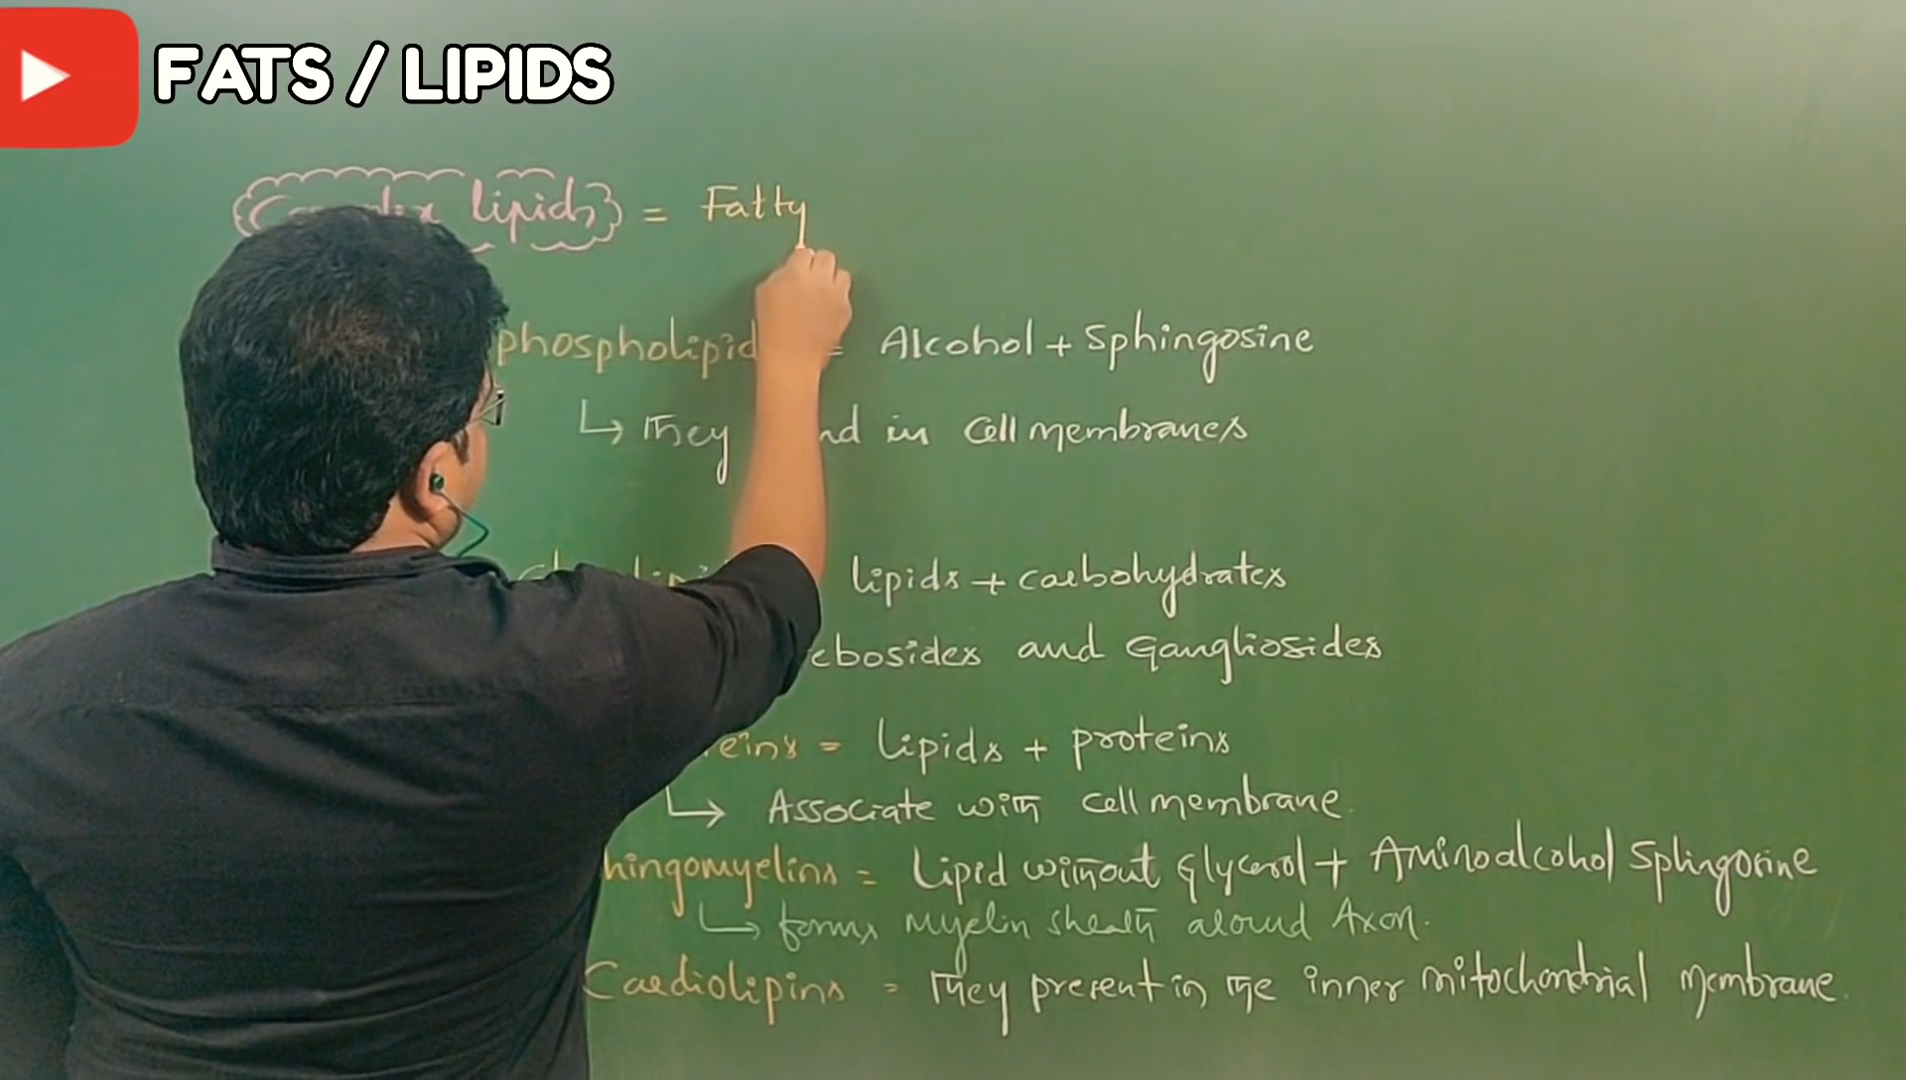 FATS / LIPIDS
lipids = Fatty
phospholipid = Alcohol + Sphingosine
They in Cell membranes
lipids + carbohydrates
ebosides and Gangliosides
eins = lipids + proteins
Associate with cell membrane.
hingomyelins = Lipid without Glycerol + Aminoalcohol Sphingosine
forms Myelin sheath around Axon.
Cardiolipins = They present in the inner mitochondrial membrane.